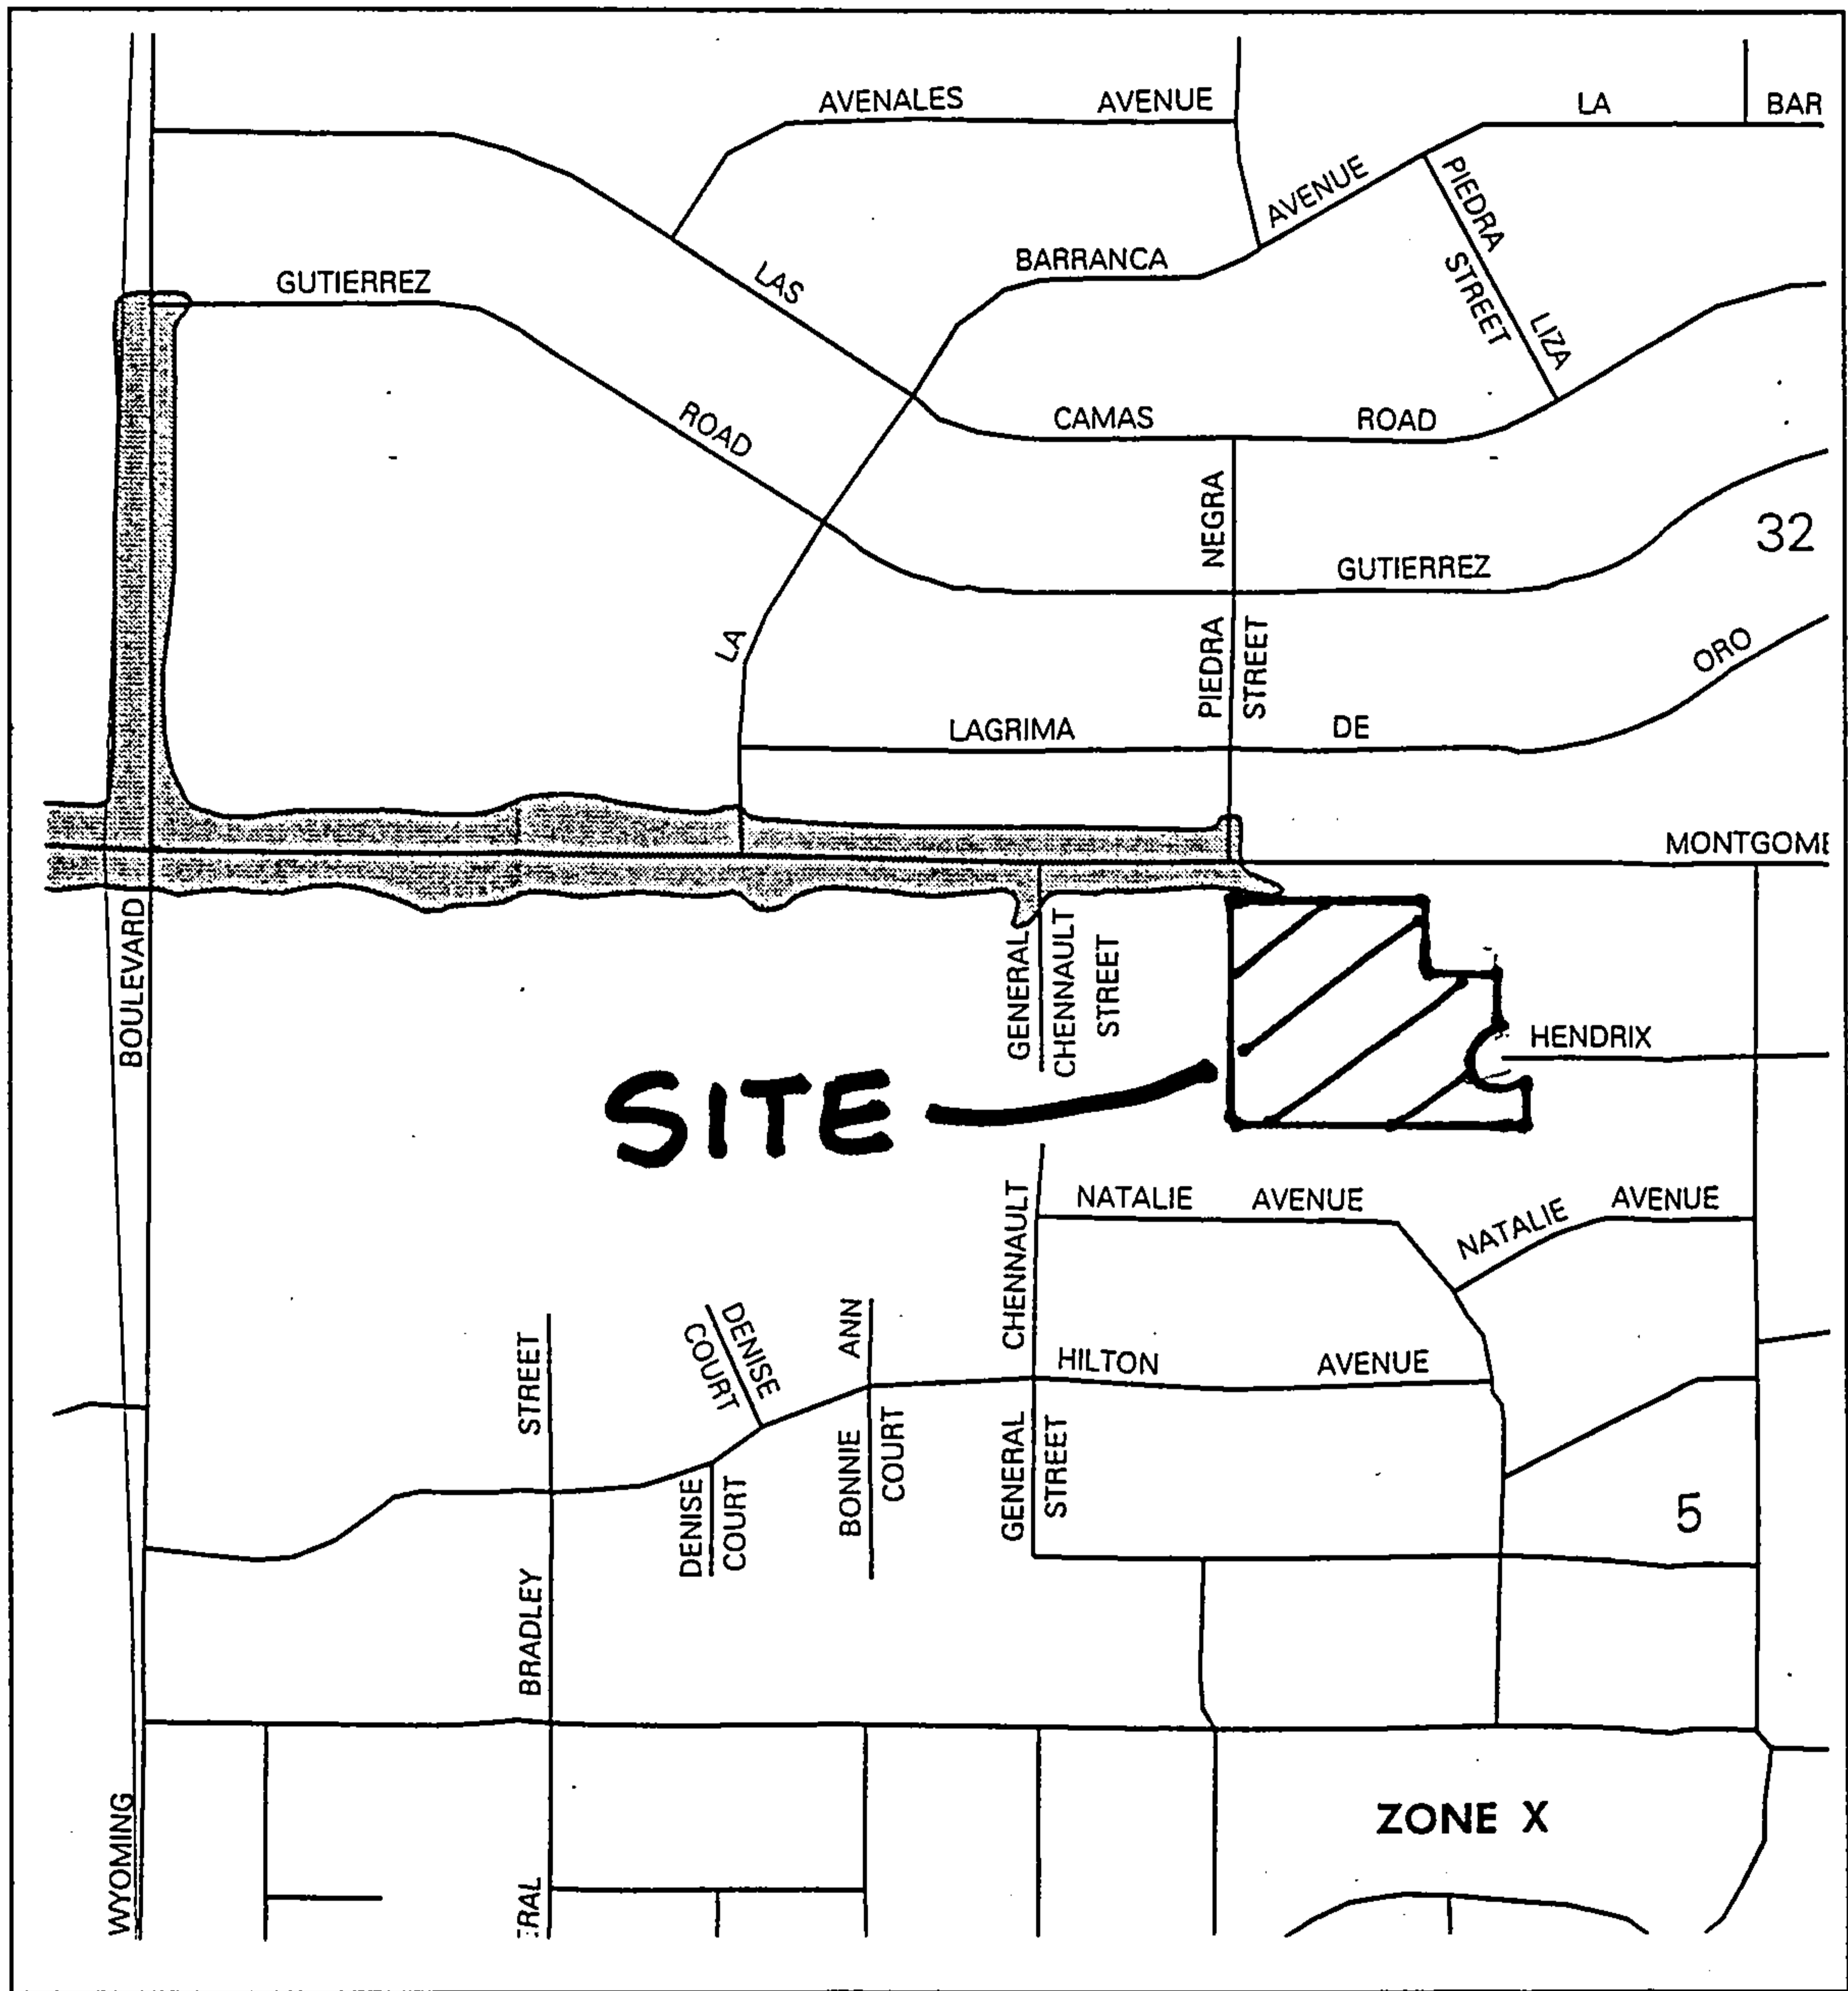 AVENALES AVENUE
LA BAR
AVENUE
PIEDRA
STREET
LIZA
BARRANCA
GUTIERREZ
LAS
ROAD
CAMAS ROAD
NEGRA
32
GUTIERREZ
LA
PIEDRA
STREET
ORO
LAGRIMA DE
MONTGOME
BOULEVARD
GENERAL
CHENNAULT
STREET
HENDRIX
SITE
NATALIE AVENUE
NATALIE AVENUE
CHENNAULT
STREET
DENISE
COURT
ANN
HILTON AVENUE
BONNIE
COURT
GENERAL
STREET
DENISE
COURT
5
BRADLEY
ZONE X
WYOMING
ERAL